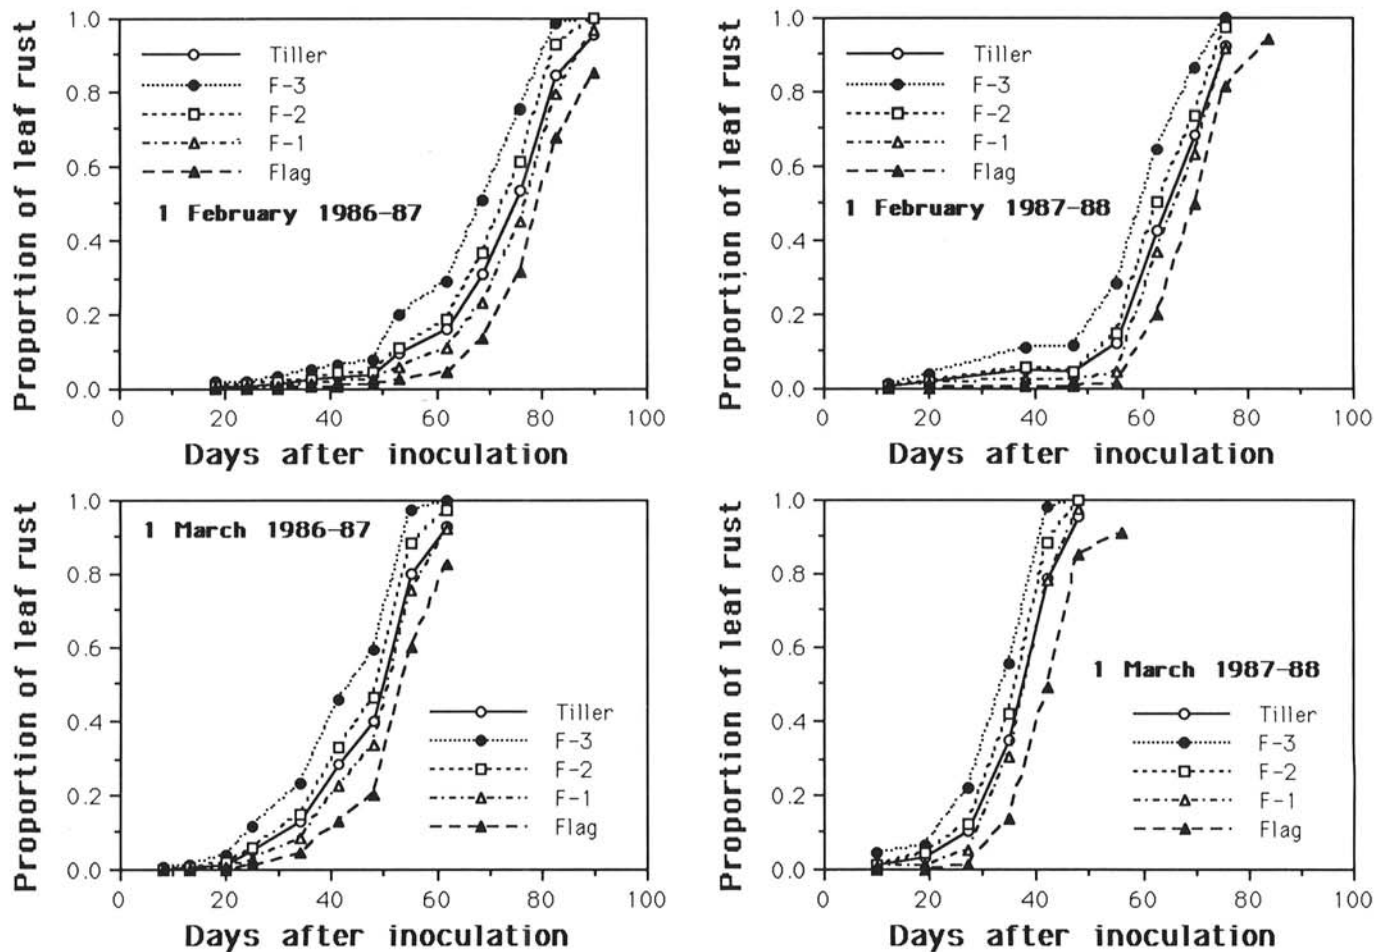 Proportion of leaf rust
1.0
0.8
0.6
0.4
0.2
0.0
Tiller
F-3
F-2
F-1
Flag
1 February 1986-87
0 20 40 60 80 100
Days after inoculation
Proportion of leaf rust
1.0
0.8
0.6
0.4
0.2
0.0
Tiller
F-3
F-2
F-1
Flag
1 February 1987-88
0 20 40 60 80 100
Days after inoculation
Proportion of leaf rust
1.0
0.8
0.6
0.4
0.2
0.0
1 March 1986-87
Tiller
F-3
F-2
F-1
Flag
0 20 40 60 80 100
Days after inoculation
Proportion of leaf rust
1.0
0.8
0.6
0.4
0.2
0.0
1 March 1987-88
Tiller
F-3
F-2
F-1
Flag
0 20 40 60 80 100
Days after inoculation